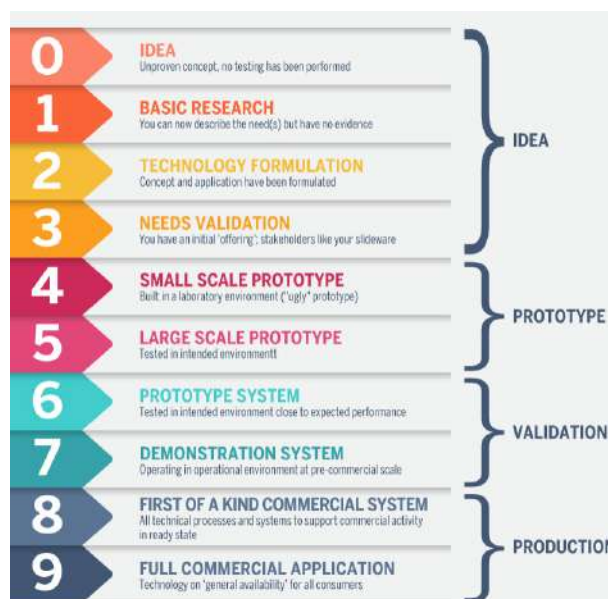 0
IDEA
Unproven concept, no testing has been performed
1
BASIC RESEARCH
You can now describe the need(s) but have no evidence
2
TECHNOLOGY FORMULATION
Concept and application have been formulated
3
NEEDS VALIDATION
You have an initial 'offering'; stakeholders like your slideware
IDEA
4
SMALL SCALE PROTOTYPE
Built in a laboratory environment ("ugly" prototype)
5
LARGE SCALE PROTOTYPE
Tested in intended environmentt
PROTOTYPE
6
PROTOTYPE SYSTEM
Tested in intended environment close to expected performance
7
DEMONSTRATION SYSTEM
Operating in operational environment at pre-commercial scale
VALIDATION
8
FIRST OF A KIND COMMERCIAL SYSTEM
All technical processes and systems to support commercial activity
in ready state
9
FULL COMMERCIAL APPLICATION
Technology on 'general availability' for all consumers
PRODUCTION